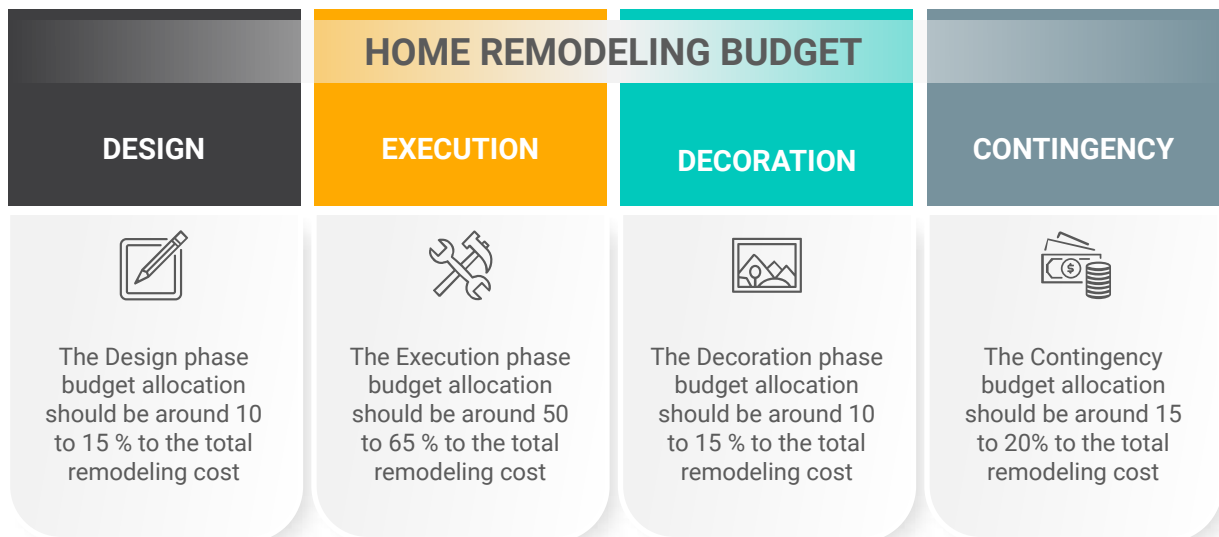 HOME REMODELING BUDGET
DESIGN
EXECUTION
DECORATION
CONTINGENCY
The Design phase
budget allocation
should be around 10
to 15 % to the total
remodeling cost
The Execution phase
budget allocation
should be around 50
to 65 % to the total
remodeling cost
The Decoration phase
budget allocation
should be around 10
to 15 % to the total
remodeling cost
The Contingency
budget allocation
should be around 15
to 20% to the total
remodeling cost